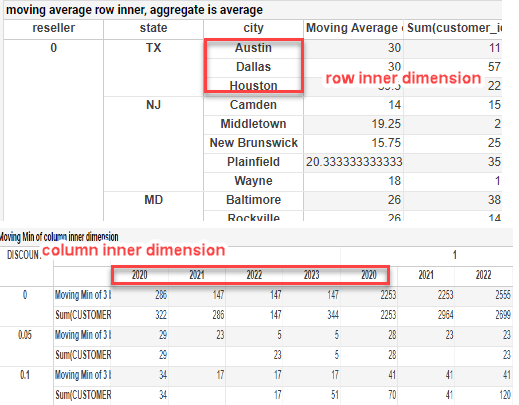 moving average row inner, aggregate is average
reseller state city Moving Average Sum(customer_i
0 TX Austin 30 11
Dallas 30 57
Houston 22
row inner dimension
NJ Camden 14 15
Middletown 19.25 2
New Brunswick 15.75 25
Plainfield 20.333333333333 35
Wayne 18 1
MD Baltimore 26 38
Rockville 26 14
Moving Min of column inner dimension
column inner dimension
DISCOUN 1
2020 2021 2022 2023 2020 2021 2022
0 Moving Min of 3 b 286 147 147 147 2253 2253 2555
Sum(CUSTOMER 322 286 147 344 2253 2964 2699
0.05 Moving Min of 3 b 29 23 5 5 28 23 23
Sum(CUSTOMER 29 23 5 28 23
0.1 Moving Min of 3 b 34 17 17 17 41 41 41
Sum(CUSTOMER 34 17 51 70 41 120